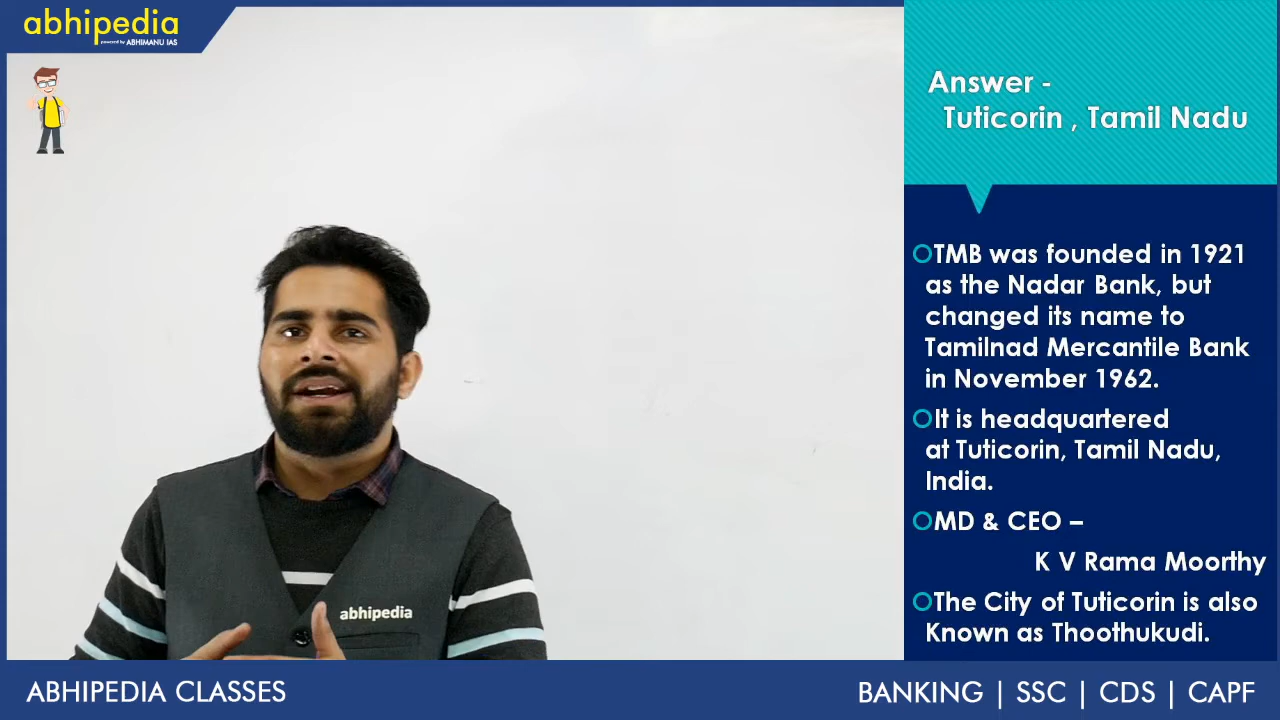 abhipedia
powered by ABHIMANU IAS
Answer -
Tuticorin , Tamil Nadu
TMB was founded in 1921
as the Nadar Bank, but
changed its name to
Tamilnad Mercantile Bank
in November 1962.
It is headquartered
at Tuticorin, Tamil Nadu,
India.
MD & CEO –
K V Rama Moorthy
The City of Tuticorin is also
Known as Thoothukudi.
abhipedia
ABHIPEDIA CLASSES
BANKING | SSC | CDS | CAPF